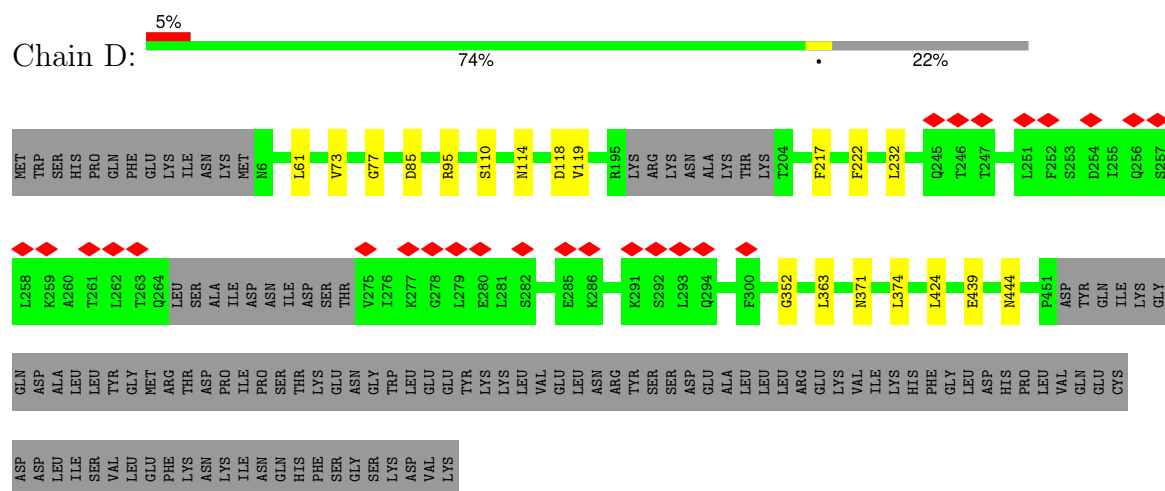 5%
Chain D:
74% • 22%
MET TRP SER HIS PRO GLN PHE GLU LYS ILE ASN LYS MET N6 L61 V73 G77 D85 R95 S110 N114 D118 V119 R195 LYS ARG LYS ASN ALA LYS THR LYS T204 F217 F222 L232 Q245 T246 T247 L251 F252 S253 D254 I255 Q256 S257
L258 K259 A260 T261 L262 T263 Q264 LEU SER ALA ILE ASP ASN ILE ASP SER THR V275 I276 K277 G278 L279 E280 L281 S282 E285 K286 K291 S292 L293 Q294 F300 G352 L363 N371 L374 L424 E439 N444 P451 ASP TYR GLN ILE LYS GLY
GLN ASP ALA LEU LEU TYR GLY MET ARG THR ASP PRO ILE PRO SER THR LYS GLU ASN GLY TRP LEU GLU GLU TYR LYS LYS LEU VAL GLU LEU ASN ARG TYR SER SER ASP GLU ALA LEU LEU LEU ARG GLU LYS VAL ILE LYS HIS PHE GLY LEU ASP HIS PRO LEU VAL GLN GLU CYS
ASP ASP LEU ILE SER VAL LEU GLU PHE LYS ASN LYS ILE ASN GLN HIS PHE SER GLY SER LYS ASP VAL LYS